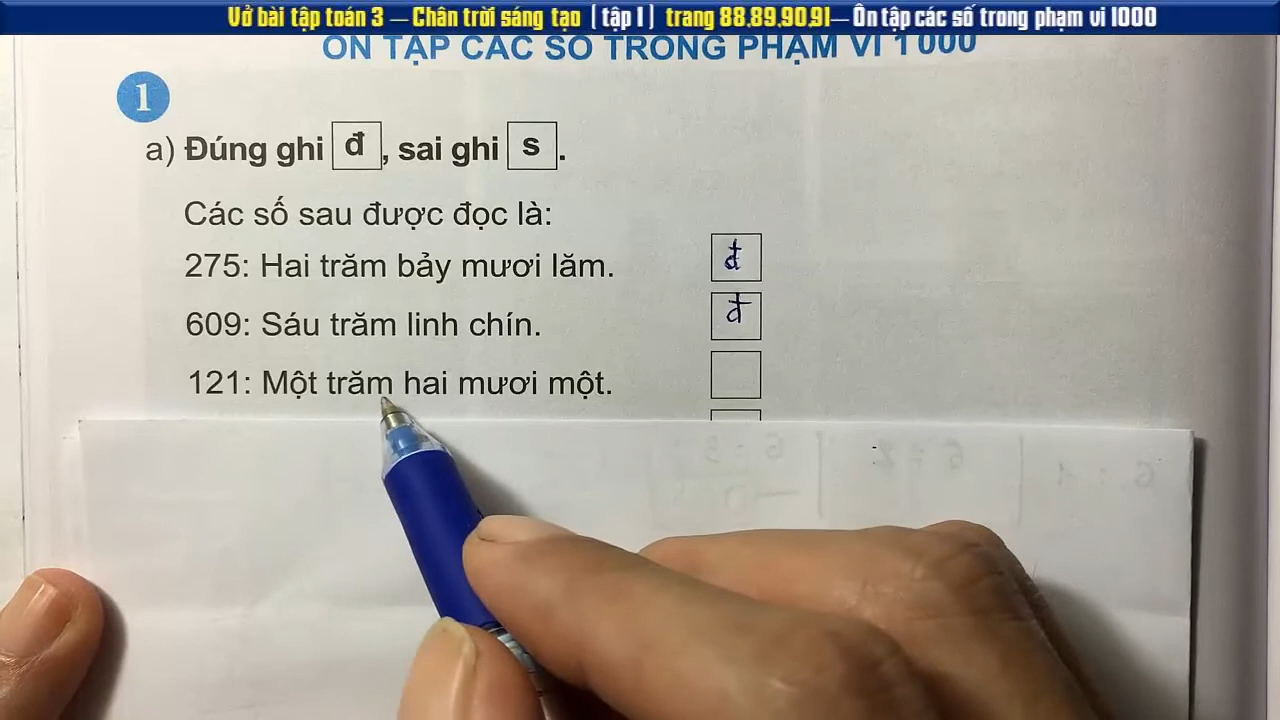 Vở bài tập toán 3 – Chân trời sáng tạo (tập 1) trang 88,89,90,91– Ôn tập các số trong phạm vi 1000
ÔN TẬP CÁC SỐ TRONG PHẠM VI 1000
1
a) Đúng ghi đ, sai ghi s.
Các số sau được đọc là:
275: Hai trăm bảy mươi lăm. đ
609: Sáu trăm linh chín. đ
121: Một trăm hai mươi một.